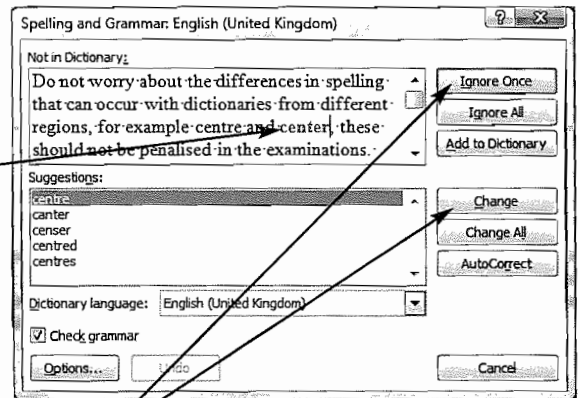 Spelling and Grammar: English (United Kingdom)
Not in Dictionary:
Do not worry about the differences in spelling
that can occur with dictionaries from different
regions, for example centre and center, these
should not be penalised in the examinations.
Ignore Once
Ignore All
Add to Dictionary
Suggestions:
centre
canter
censer
centred
centres
Change
Change All
AutoCorrect
Dictionary language: English (United Kingdom)
Check grammar
Options...
Undo
Cancel